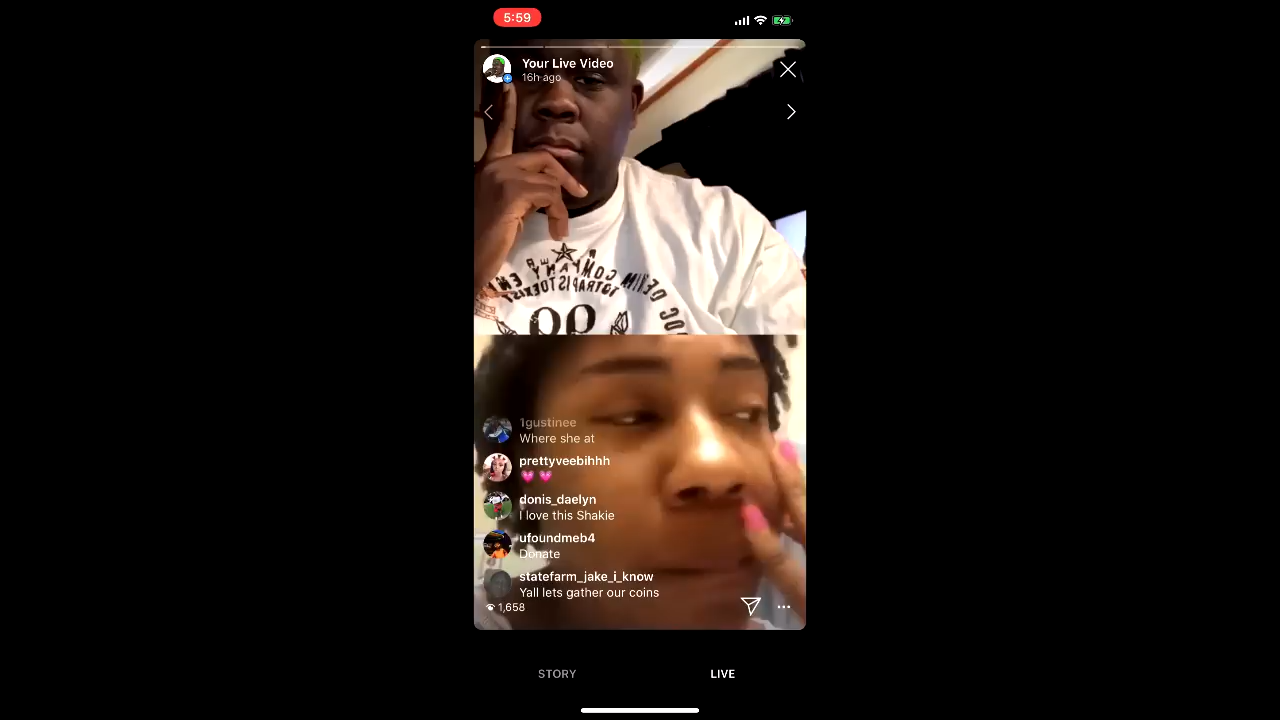 5:59
Your Live Video
16h ago
1gustinee
Where she at
prettyveebihhh
💗 💗
donis_daelyn
I love this Shakie
ufoundmeb4
Donate
statefarm_jake_i_know
Yall lets gather our coins
1,658
STORY
LIVE